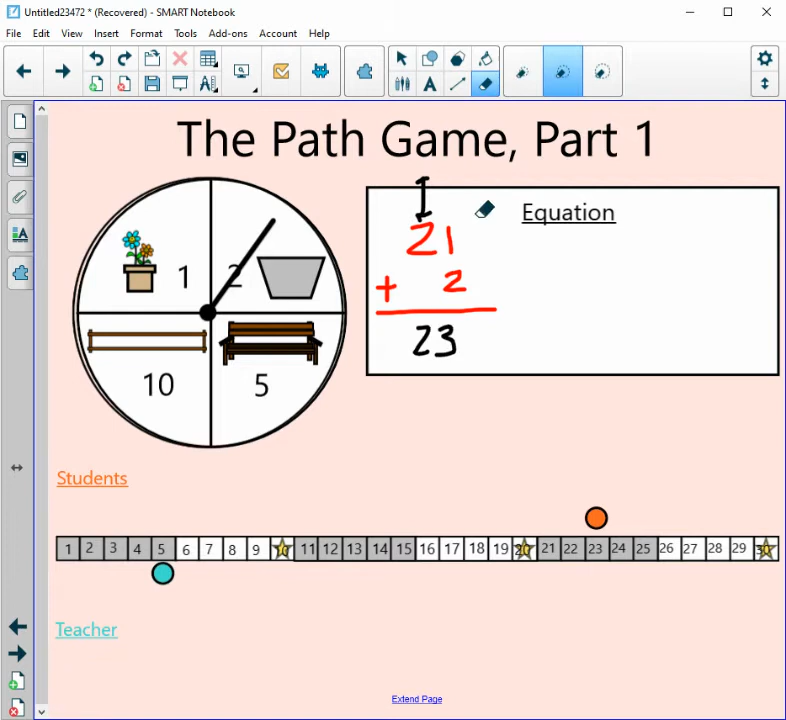 Untitled23472 * (Recovered) - SMART Notebook
File Edit View Insert Format Tools Add-ons Account Help
The Path Game, Part 1
1 2
10 5
Equation
21
+ 2
23
Students
1 2 3 4 5 6 7 8 9 10 11 12 13 14 15 16 17 18 19 20 21 22 23 24 25 26 27 28 29 30
Teacher
Extend Page